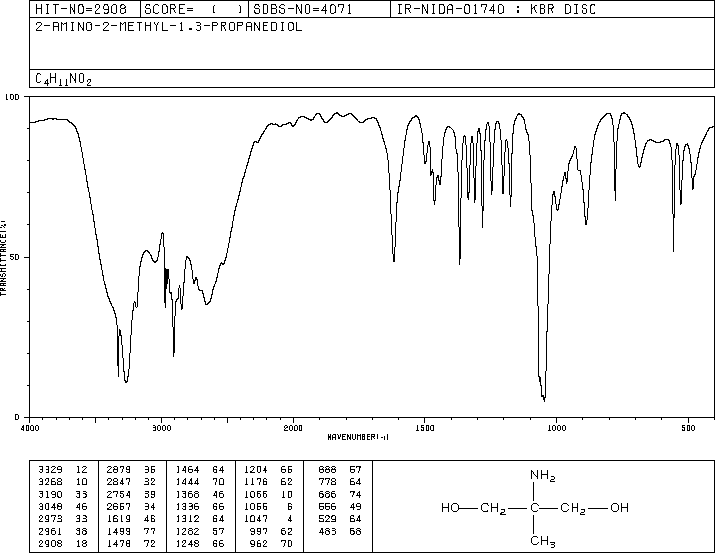 HIT-NO=2908 SCORE= ( ) SDBS-NO=4071 IR-NIDA-01740 : KBR DISC
2-AMINO-2-METHYL-1,3-PROPANEDIOL
C₄H₁₁NO₂
100
50
0
TRANSMITTANCE(%)
4000 3000 2000 1500 1000 500
WAVENUMBER(-1)
3329 12 2879 36 1464 64 1204 66 888 57
3268 10 2847 32 1444 70 1176 62 778 64
3190 33 2754 39 1368 46 1066 10 686 74
3048 46 2667 34 1336 66 1056 6 556 49
2973 33 1619 46 1312 64 1047 4 529 64
2961 38 1499 77 1282 57 997 62 483 68
2908 18 1478 72 1248 66 962 70
NH₂
HO CH₂ C CH₂ OH
CH₃